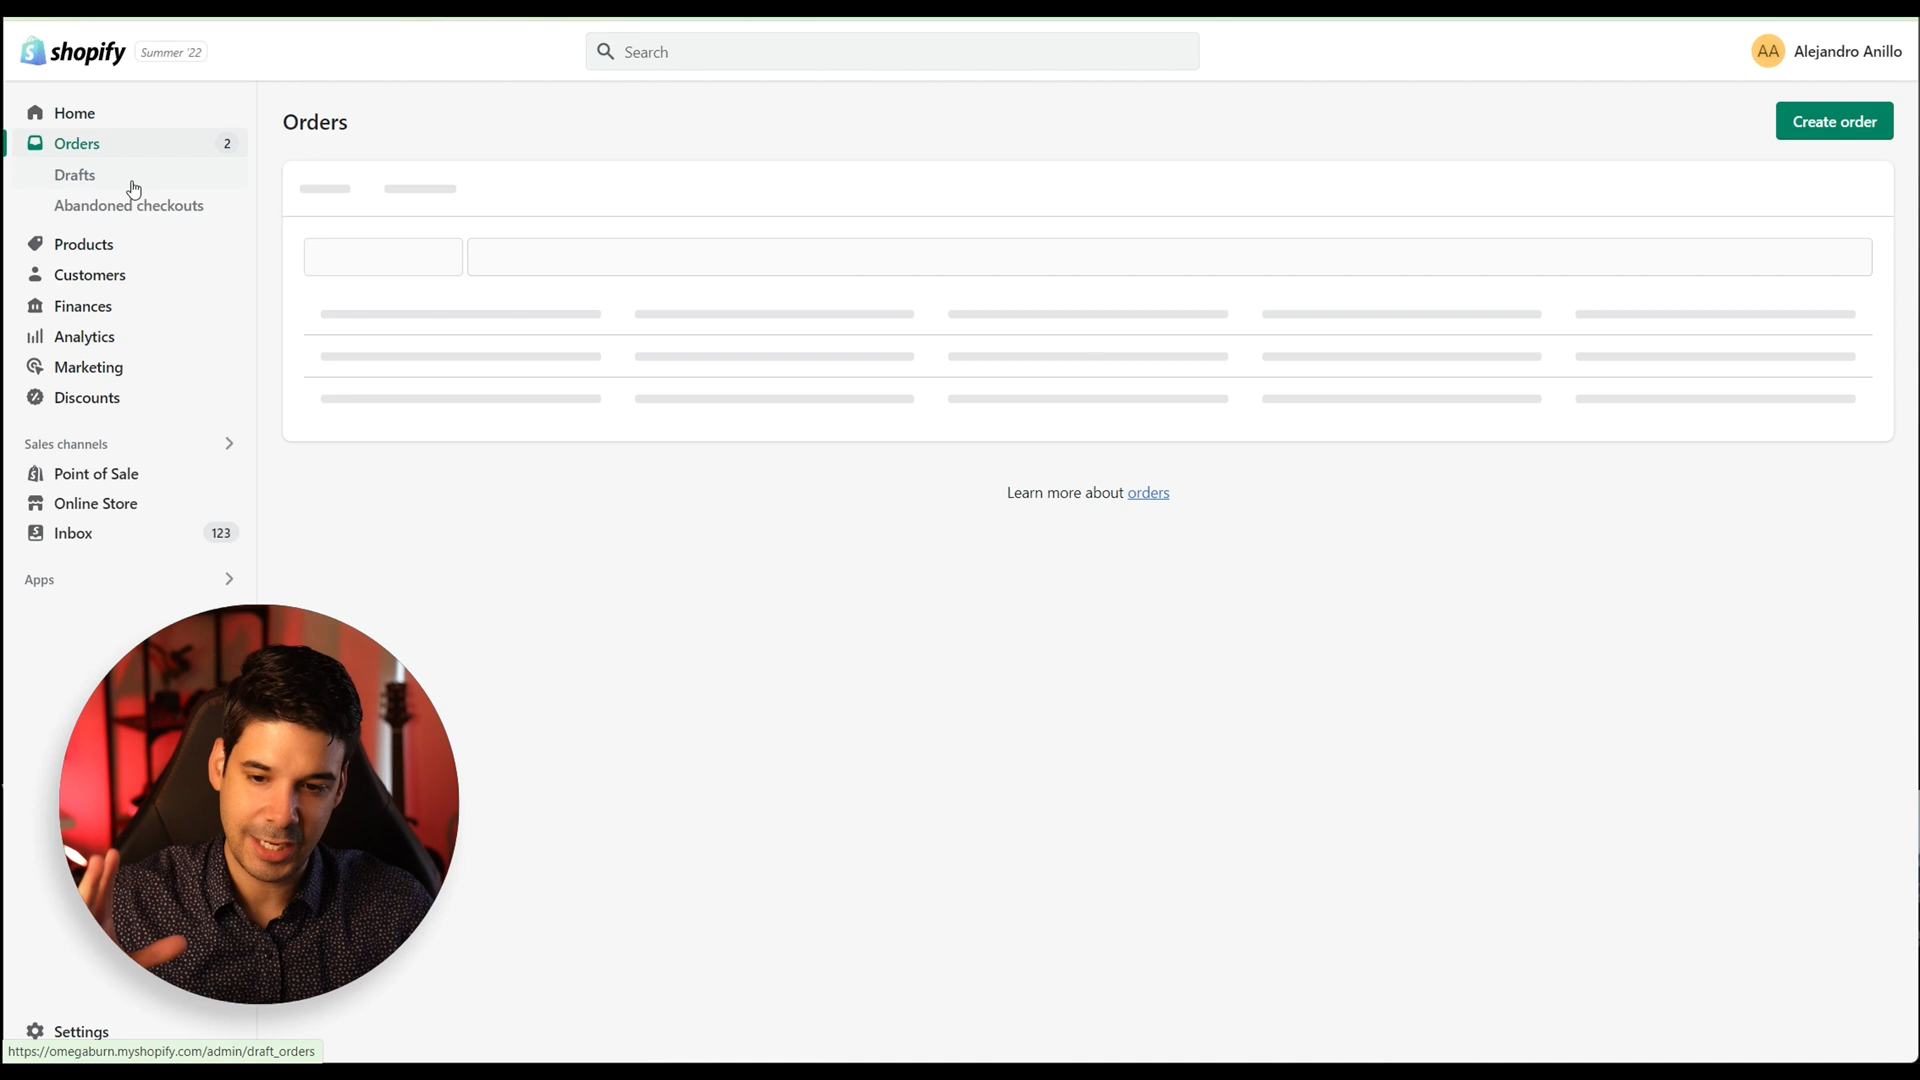 shopify Summer '22
Search
AA Alejandro Anillo
Home
Orders 2
Drafts
Abandoned checkouts
Products
Customers
Finances
Analytics
Marketing
Discounts
Sales channels
Point of Sale
Online Store
Inbox 123
Apps
Settings
https://omegaburn.myshopify.com/admin/draft_orders
Orders
Create order
Learn more about orders